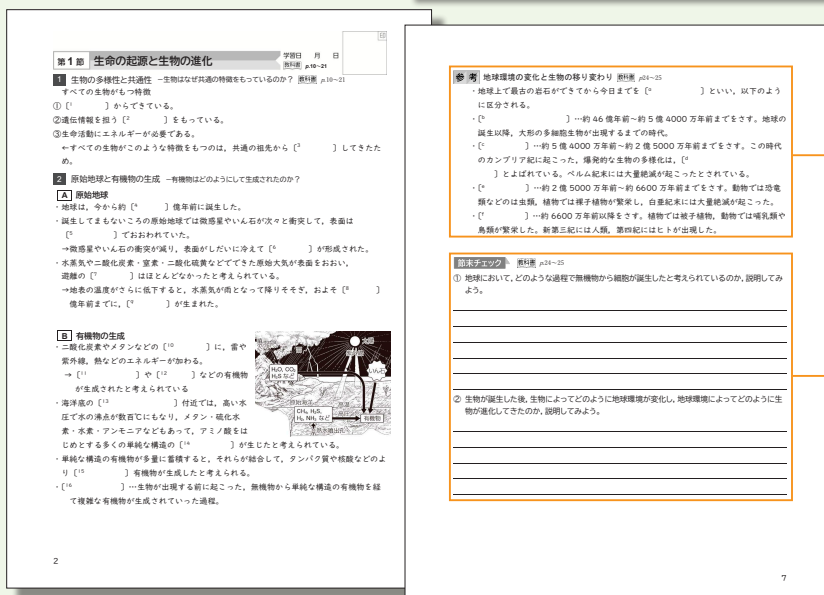 印
第1節 生命の起源と生物の進化
学習日 月 日
教科書 p.10~21
1 生物の多様性と共通性 −生物はなぜ共通の特徴をもっているのか? 教科書 p.10~21
すべての生物がもつ特徴
①〔1 〕からできている。
②遺伝情報を担う〔2 〕をもっている。
③生命活動にエネルギーが必要である。
←すべての生物がこのような特徴をもつのは,共通の祖先から〔3 〕してきたた
め。
2 原始地球と有機物の生成 −有機物はどのようにして生成されたのか?
A 原始地球
・地球は,今から約〔4 〕億年前に誕生した。
・誕生してまもないころの原始地球では微惑星やいん石が次々と衝突して,表面は
〔5 〕でおおわれていた。
→微惑星やいん石の衝突が減り,表面がしだいに冷えて〔6 〕が形成された。
・水蒸気や二酸化炭素・窒素・二酸化硫黄などでできた原始大気が表面をおおい,
遊離の〔7 〕はほとんどなかったと考えられている。
→地表の温度がさらに低下すると,水蒸気が雨となって降りそそぎ,およそ〔8 〕
億年前までに,〔9 〕が生まれた。
B 有機物の生成
・二酸化炭素やメタンなどの〔10 〕に,雷や
紫外線,熱などのエネルギーが加わる。
→〔11 〕や〔12 〕などの有機物
が生成されたと考えられている
・海洋底の〔13 〕付近では,高い水
圧で水の沸点が数百℃にもなり,メタン・硫化水
素・水素・アンモニアなどもあって,アミノ酸をは
じめとする多くの単純な構造の〔14 〕が生じたと考えられている。
・単純な構造の有機物が多量に蓄積すると,それらが結合して,タンパク質や核酸などのよ
り〔15 〕有機物が生成したと考えられる。
・〔16 〕…生物が出現する前に起こった,無機物から単純な構造の有機物を経
て複雑な有機物が生成されていった過程。
太陽
いん石
H₂O, CO₂
H₂S など
CH₄, H₂S,
H₂, NH₃ など
有機物
熱水噴出孔
2
参考 地球環境の変化と生物の移り変わり 教科書 p24~25
・地球上で最古の岩石ができてから今日までを〔a 〕といい,以下のよう
に区分される。
・〔b 〕…約 46 億年前~約 5 億 4000 万年前までをさす。地球の
誕生以降,大形の多細胞生物が出現するまでの時代。
・〔c 〕…約 5 億 4000 万年前~約 2 億 5000 万年前までをさす。この時代
のカンブリア紀に起こった,爆発的な生物の多様化は,〔d
〕とよばれている。ペルム紀末には大量絶滅が起こったとされている。
・〔e 〕…約 2 億 5000 万年前~約 6600 万年前までをさす。動物では恐竜
類などのは虫類,植物では裸子植物が繁栄し,白亜紀末には大量絶滅が起こった。
・〔f 〕…約 6600 万年前以降をさす。植物では被子植物,動物では哺乳類や
鳥類が繁栄した。新第三紀には人類,第四紀にはヒトが出現した。
節末チェック 教科書 p24~25
① 地球において,どのような過程で無機物から細胞が誕生したと考えられているのか,説明してみ
よう。
② 生物が誕生した後,生物によってどのように地球環境が変化し,地球環境によってどのように生
物が進化してきたのか,説明してみよう。
7